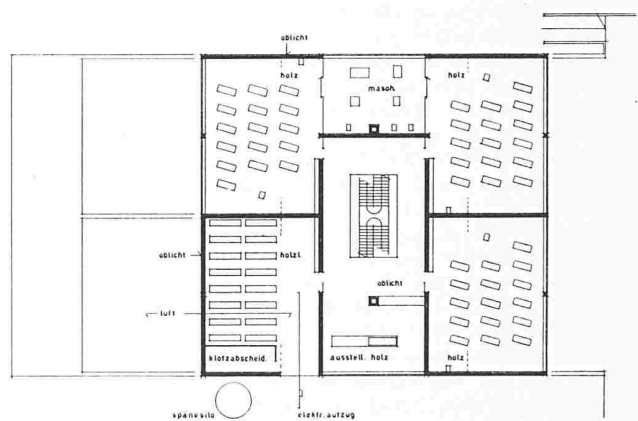 oblicht
holz
masch.
holz
oblicht
holzl.
oblicht
luft
klotzabscheid.
ausstell. holz
holz
spänesilo
elektr. aufzug